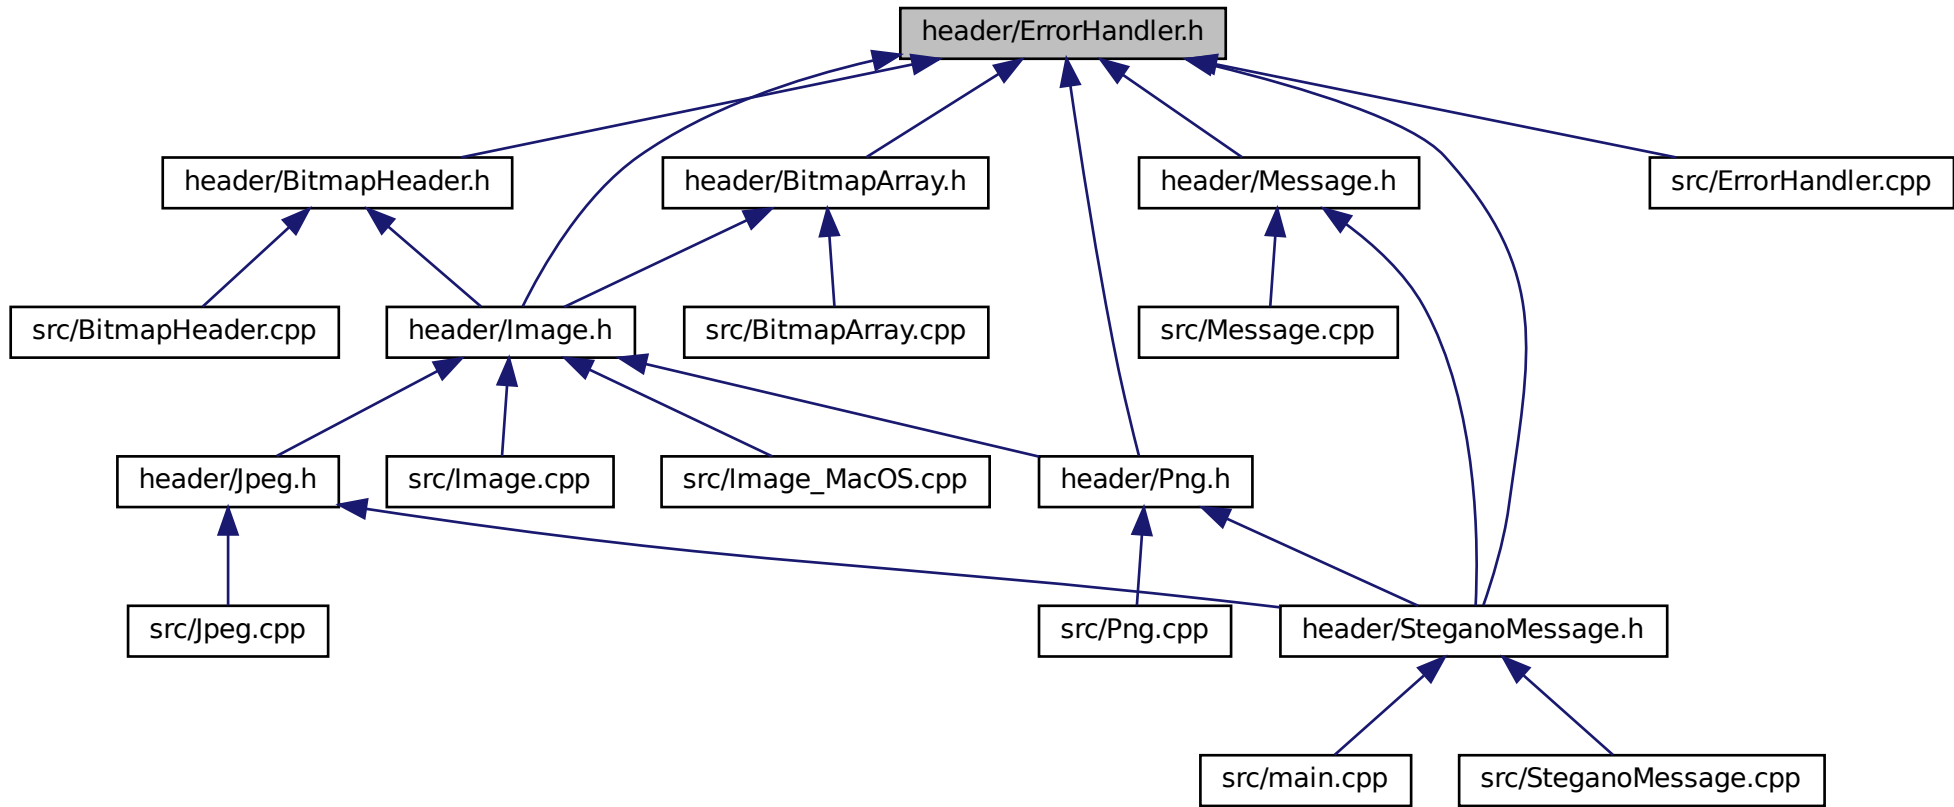 header/ErrorHandler.h
header/BitmapHeader.h
header/BitmapArray.h
header/Message.h
src/ErrorHandler.cpp
src/BitmapHeader.cpp
header/Image.h
src/BitmapArray.cpp
src/Message.cpp
header/Jpeg.h
src/Image.cpp
src/Image_MacOS.cpp
header/Png.h
src/Jpeg.cpp
src/Png.cpp
header/SteganoMessage.h
src/main.cpp
src/SteganoMessage.cpp